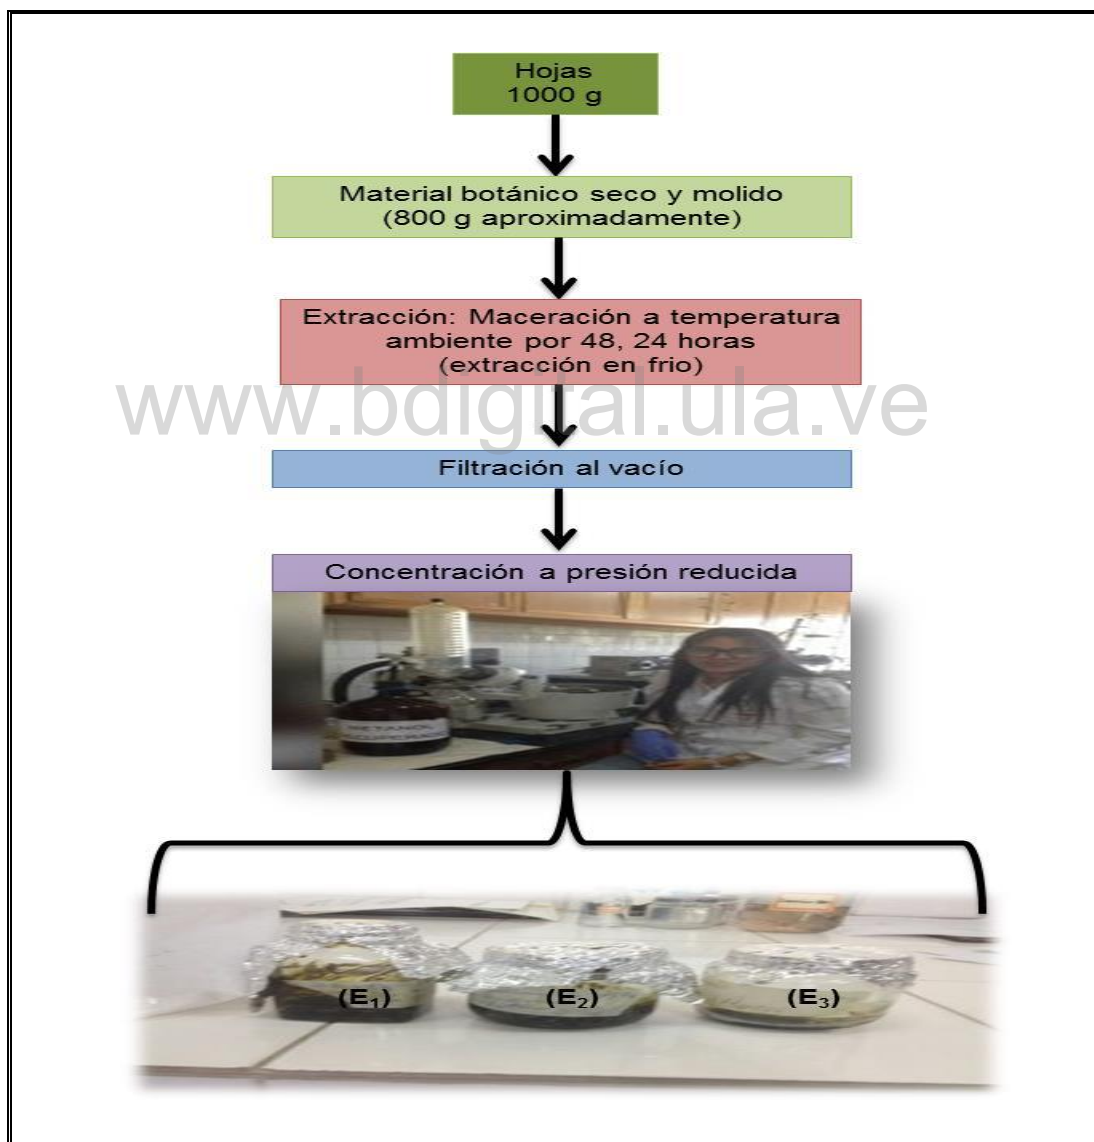 Hojas
1000 g
Material botánico seco y molido
(800 g aproximadamente)
Extracción: Maceración a temperatura
ambiente por 48, 24 horas
(extracción en frio)
www.bdigital.ula.ve
Filtración al vacío
Concentración a presión reducida
METANOL
(E₁) (E₂) (E₃)